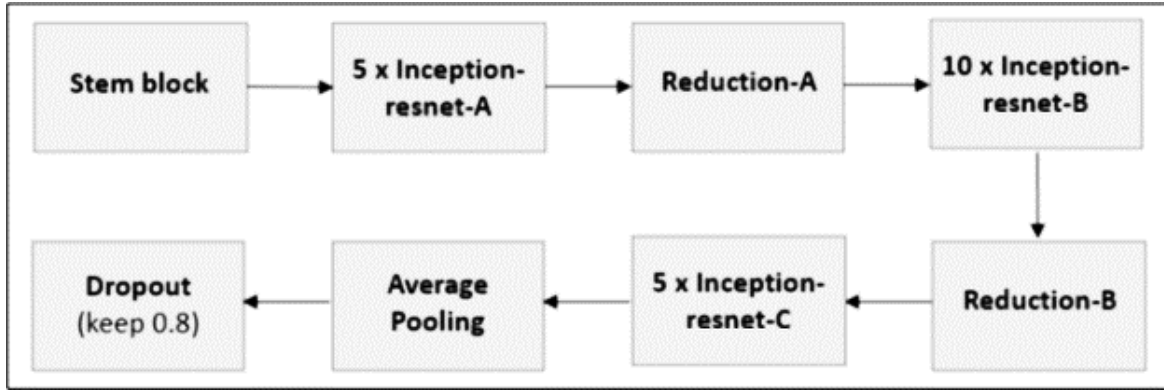 Stem block
5 x Inception-
resnet-A
Reduction-A
10 x Inception-
resnet-B
Reduction-B
5 x Inception-
resnet-C
Average
Pooling
Dropout
(keep 0.8)